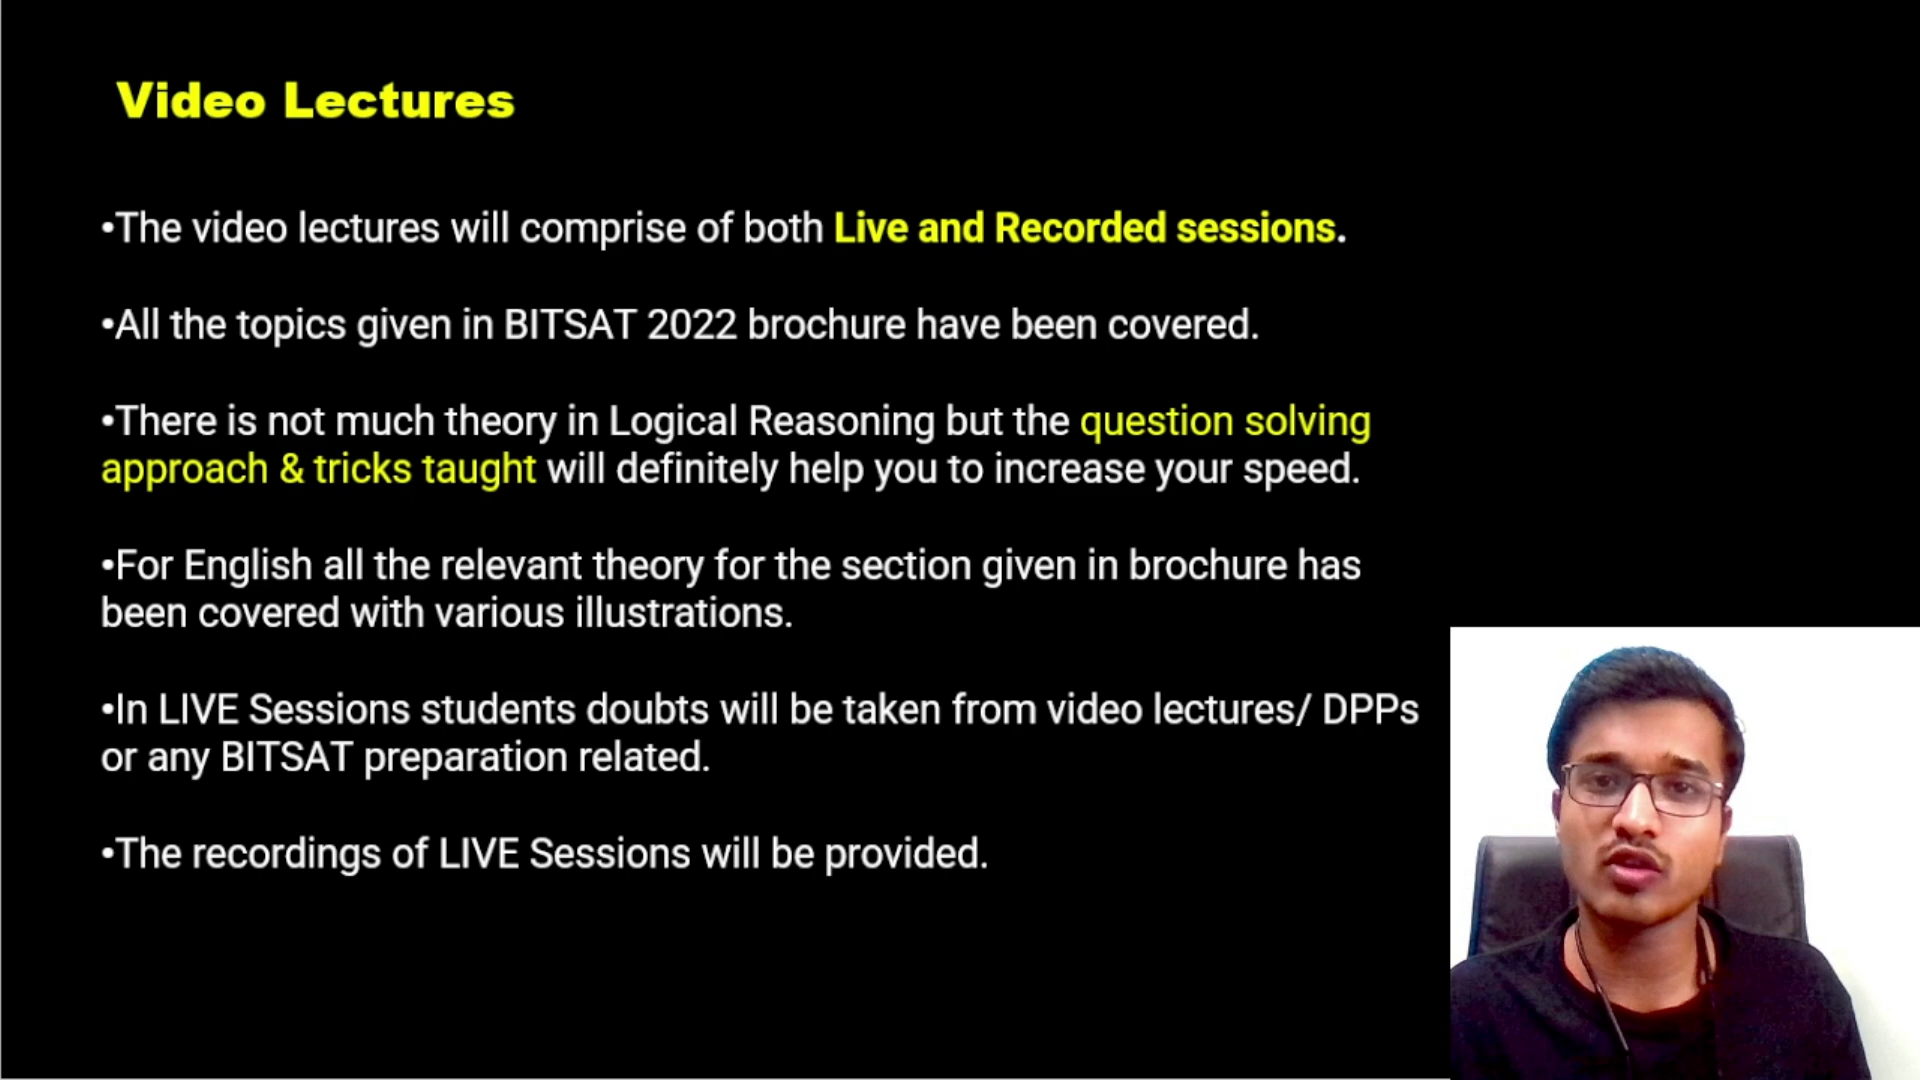 Video Lectures
•The video lectures will comprise of both Live and Recorded sessions.
•All the topics given in BITSAT 2022 brochure have been covered.
•There is not much theory in Logical Reasoning but the question solving
approach & tricks taught will definitely help you to increase your speed.
•For English all the relevant theory for the section given in brochure has
been covered with various illustrations.
•In LIVE Sessions students doubts will be taken from video lectures/ DPPs
or any BITSAT preparation related.
•The recordings of LIVE Sessions will be provided.